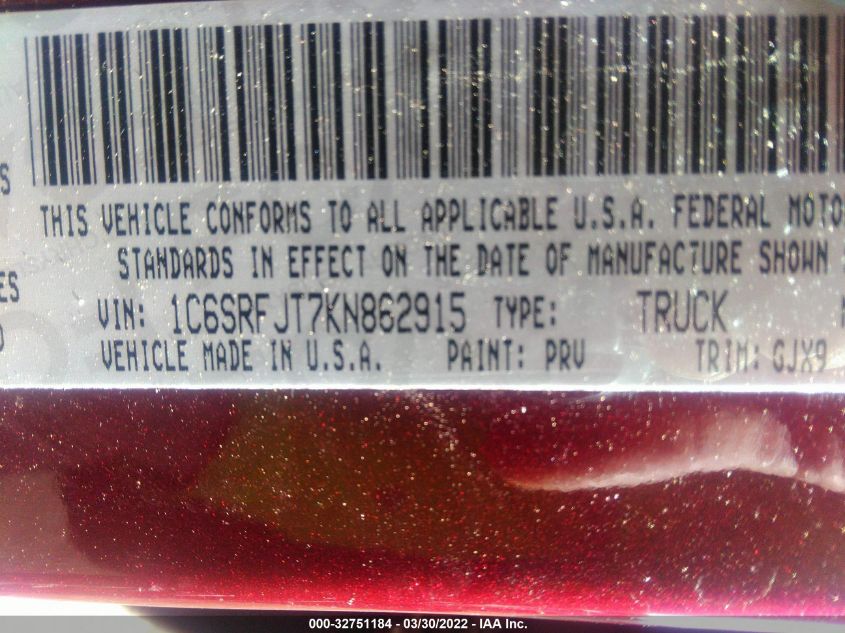 S
THIS VEHICLE CONFORMS TO ALL APPLICABLE U.S.A. FEDERAL MOTO
STANDARDS IN EFFECT ON THE DATE OF MANUFACTURE SHOWN
ES
VIN: 1C6SRFJT7KN862915 TYPE: TRUCK
VEHICLE MADE IN U.S.A. PAINT: PRV TRIM: GJX9
000-32751184 - 03/30/2022 - IAA Inc.